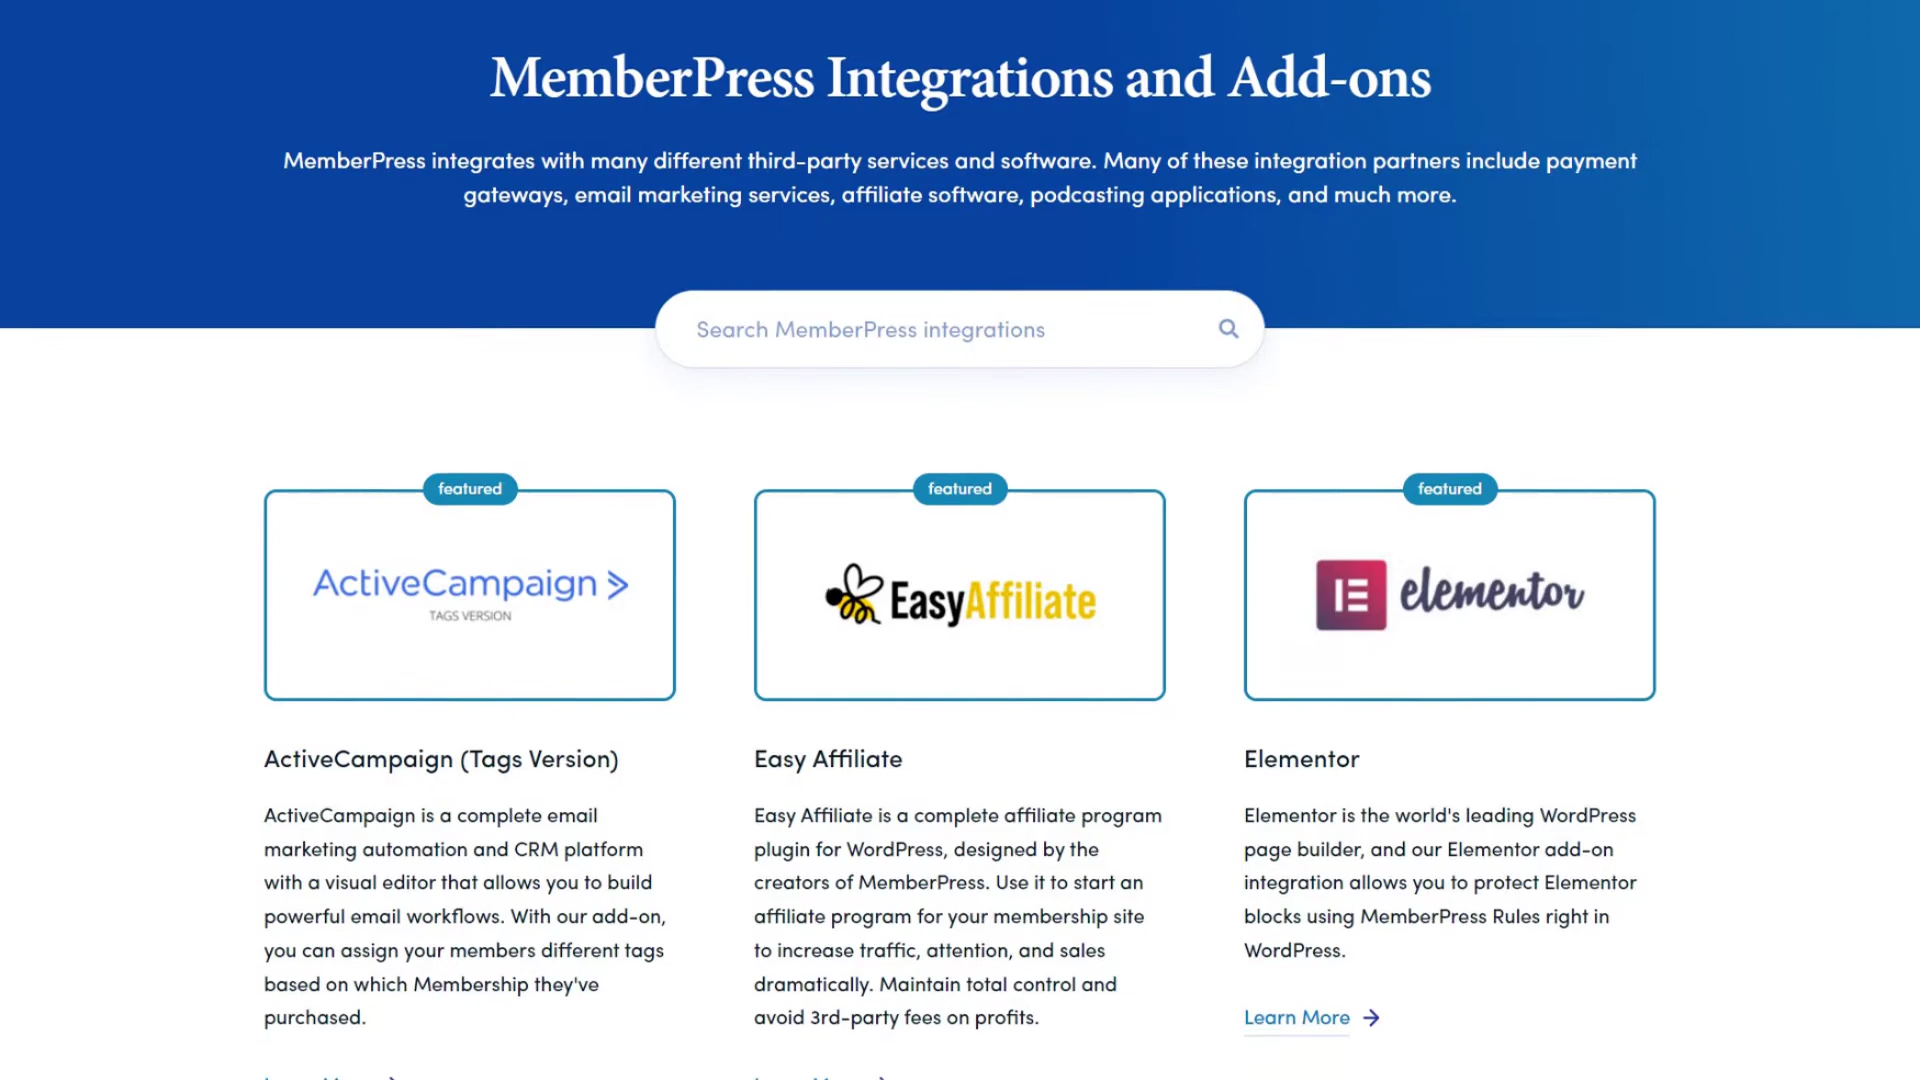 MemberPress Integrations and Add-ons
MemberPress integrates with many different third-party services and software. Many of these integration partners include payment
gateways, email marketing services, affiliate software, podcasting applications, and much more.
Search MemberPress integrations
featured
ActiveCampaign
TAGS VERSION
ActiveCampaign (Tags Version)
ActiveCampaign is a complete email
marketing automation and CRM platform
with a visual editor that allows you to build
powerful email workflows. With our add-on,
you can assign your members different tags
based on which Membership they've
purchased.
featured
EasyAffiliate
Easy Affiliate
Easy Affiliate is a complete affiliate program
plugin for WordPress, designed by the
creators of MemberPress. Use it to start an
affiliate program for your membership site
to increase traffic, attention, and sales
dramatically. Maintain total control and
avoid 3rd-party fees on profits.
featured
elementor
Elementor
Elementor is the world's leading WordPress
page builder, and our Elementor add-on
integration allows you to protect Elementor
blocks using MemberPress Rules right in
WordPress.
Learn More